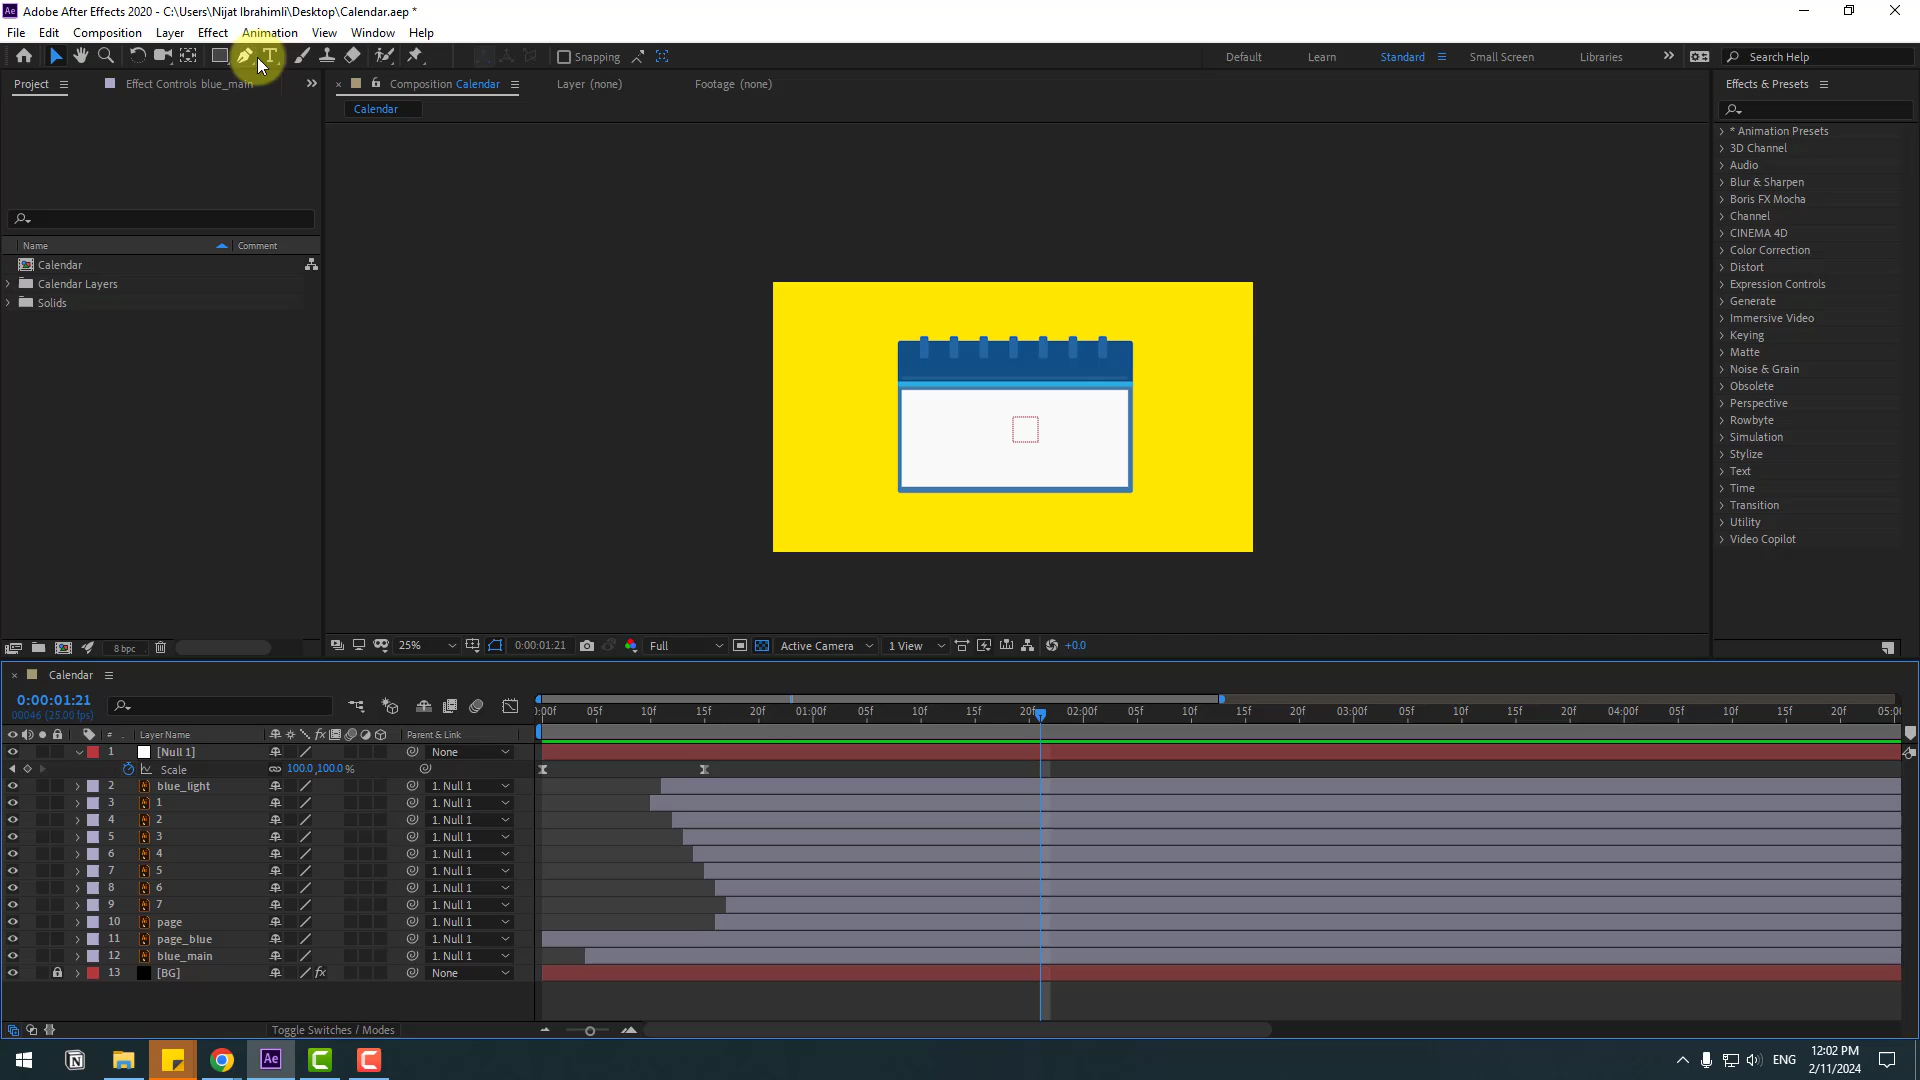 Adobe After Effects 2020 - C:\Users\Nijat Ibrahimli\Desktop\Calendar.aep *
File Edit Composition Layer Effect Animation View Window Help
Snapping Default Learn Standard Small Screen Libraries Search Help
Project Effect Controls blue_main Composition Calendar Layer (none) Footage (none) Effects & Presets
Calendar
* Animation Presets
3D Channel
Audio
Blur & Sharpen
Boris FX Mocha
Channel
CINEMA 4D
Color Correction
Distort
Expression Controls
Generate
Immersive Video
Keying
Matte
Noise & Grain
Obsolete
Perspective
Rowbyte
Simulation
Stylize
Text
Time
Transition
Utility
Video Copilot
Name Comment
Calendar
Calendar Layers
Solids
8 bpc 25% 0:00:01:21 Full Active Camera 1 View +0.0
Calendar
0:00:01:21
00046 (25.00 fps)
):00f 05f 10f 15f 20f 01:00f 05f 10f 15f 20f 02:00f 05f 10f 15f 20f 03:00f 05f 10f 15f 20f 04:00f 05f 10f 15f 20f 05:00
# Layer Name fx Parent & Link
1 [Null 1] None
Scale 100.0,100.0%
2 blue_light 1. Null 1
3 1 1. Null 1
4 2 1. Null 1
5 3 1. Null 1
6 4 1. Null 1
7 5 1. Null 1
8 6 1. Null 1
9 7 1. Null 1
10 page 1. Null 1
11 page_blue 1. Null 1
12 blue_main 1. Null 1
13 [BG] fx None
Toggle Switches / Modes
ENG 12:02 PM
2/11/2024